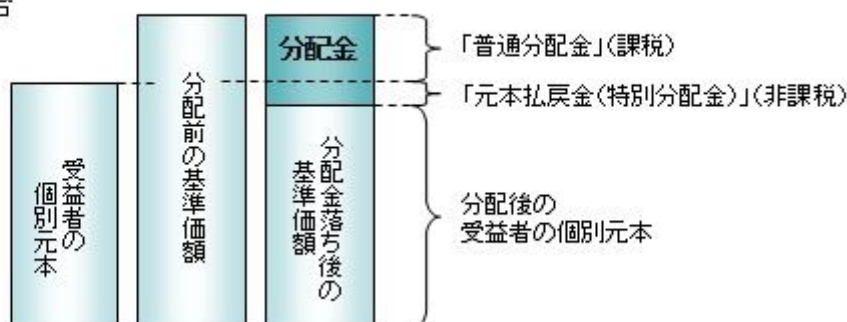 分配金
「普通分配金」(課税)
「元本払戻金(特別分配金)」(非課税)
受益者の
個別元本
分配前の基準価額
分配金落ち後の
基準価額
分配後の
受益者の個別元本